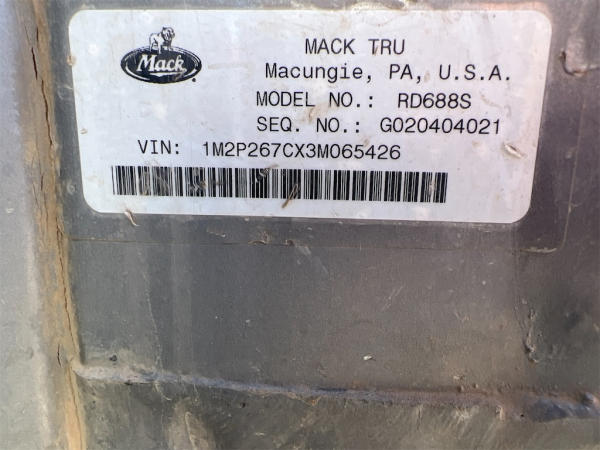 Mack
MACK TRU
Macungie, PA, U.S.A.
MODEL NO.: RD688S
SEQ. NO.: G020404021
VIN: 1M2P267CX3M065426